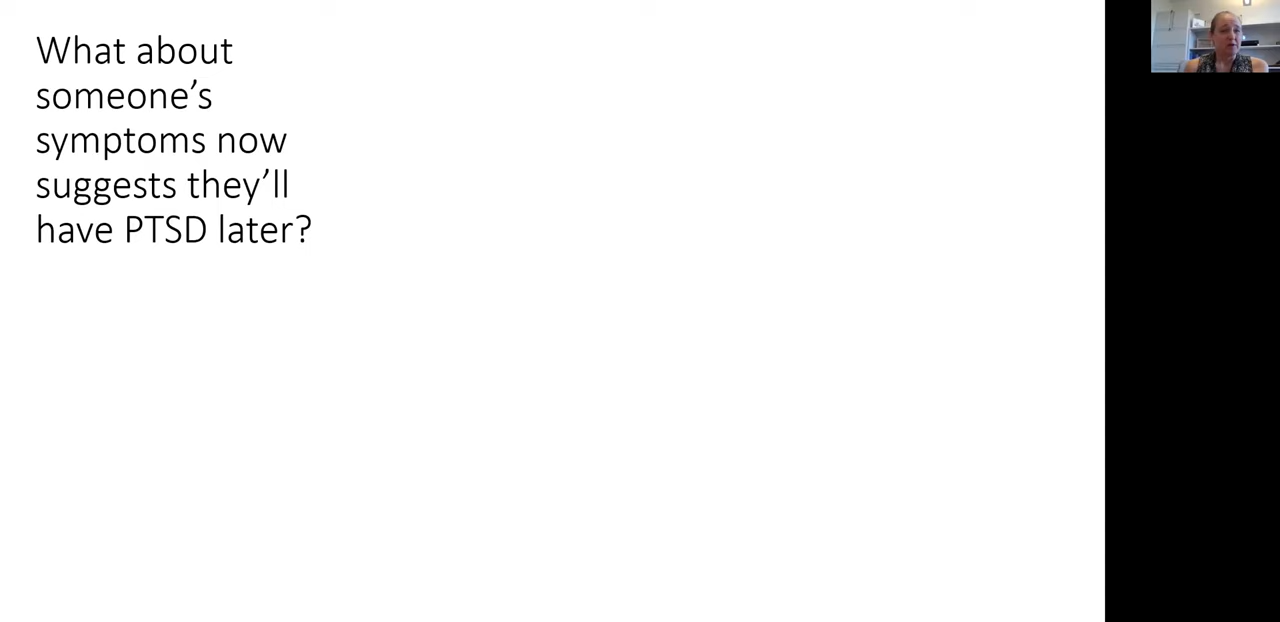 What about
someone’s
symptoms now
suggests they’ll
have PTSD later?